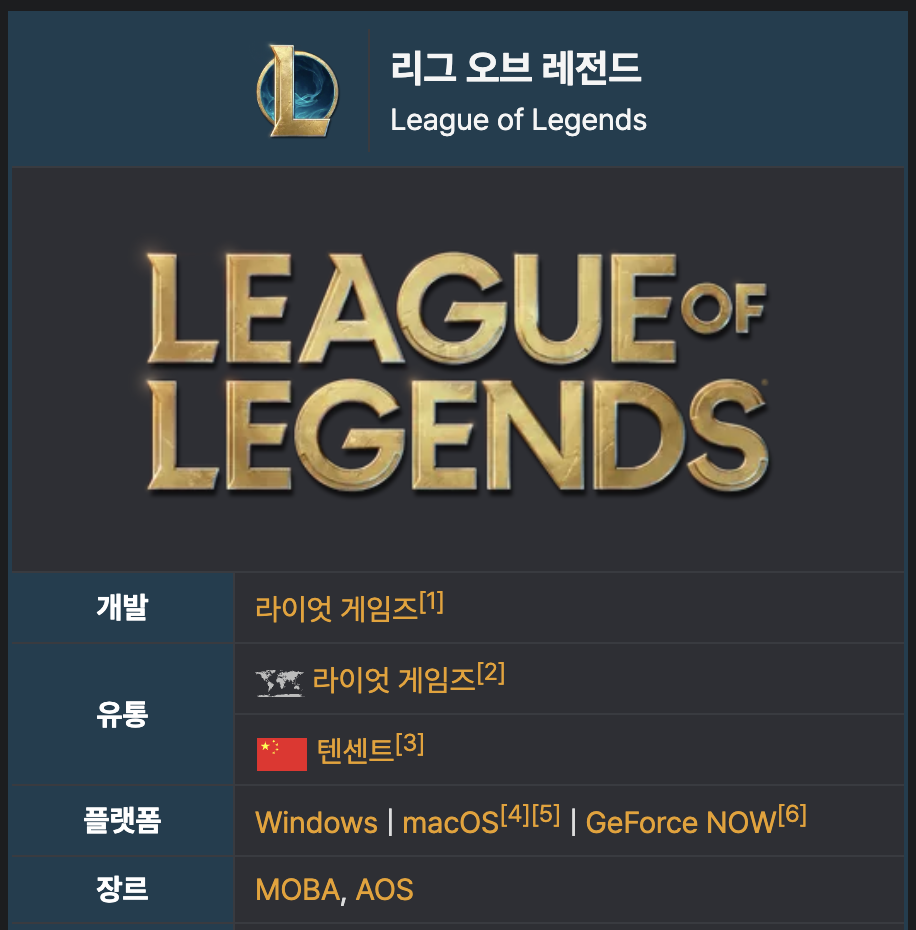 리그 오브 레전드
League of Legends
LEAGUE OF
LEGENDS
개발
라이엇 게임즈[1]
유통
라이엇 게임즈[2]
텐센트[3]
플랫폼
Windows | macOS[4][5] | GeForce NOW[6]
장르
MOBA, AOS